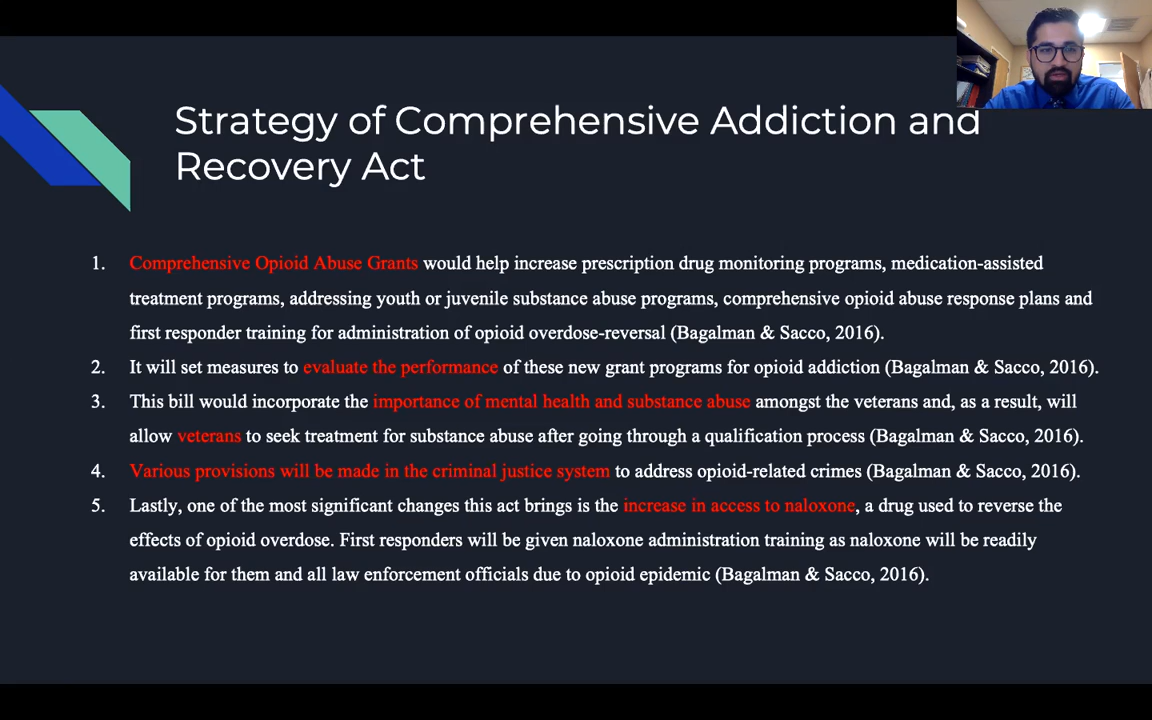 Strategy of Comprehensive Addiction and
Recovery Act
1. Comprehensive Opioid Abuse Grants would help increase prescription drug monitoring programs, medication-assisted
treatment programs, addressing youth or juvenile substance abuse programs, comprehensive opioid abuse response plans and
first responder training for administration of opioid overdose-reversal (Bagalman & Sacco, 2016).
2. It will set measures to evaluate the performance of these new grant programs for opioid addiction (Bagalman & Sacco, 2016).
3. This bill would incorporate the importance of mental health and substance abuse amongst the veterans and, as a result, will
allow veterans to seek treatment for substance abuse after going through a qualification process (Bagalman & Sacco, 2016).
4. Various provisions will be made in the criminal justice system to address opioid-related crimes (Bagalman & Sacco, 2016).
5. Lastly, one of the most significant changes this act brings is the increase in access to naloxone, a drug used to reverse the
effects of opioid overdose. First responders will be given naloxone administration training as naloxone will be readily
available for them and all law enforcement officials due to opioid epidemic (Bagalman & Sacco, 2016).